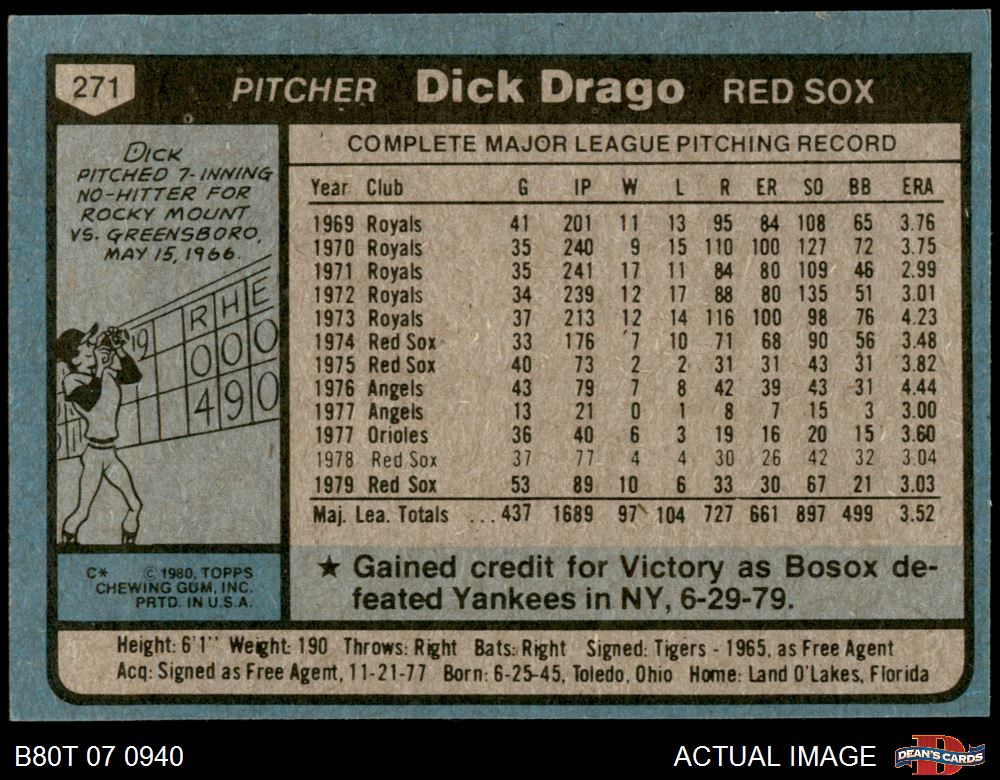 271 PITCHER Dick Drago RED SOX
DICK
PITCHED 7-INNING
NO-HITTER FOR
ROCKY MOUNT
VS. GREENSBORO,
MAY 15, 1966.
19 R H E
0 0 0
4 9 0
COMPLETE MAJOR LEAGUE PITCHING RECORD
Year Club G IP W L R ER SO BB ERA
1969 Royals 41 201 11 13 95 84 108 65 3.76
1970 Royals 35 240 9 15 110 100 127 72 3.75
1971 Royals 35 241 17 11 84 80 109 46 2.99
1972 Royals 34 239 12 17 88 80 135 51 3.01
1973 Royals 37 213 12 14 116 100 98 76 4.23
1974 Red Sox 33 176 7 10 71 68 90 56 3.48
1975 Red Sox 40 73 2 2 31 31 43 31 3.82
1976 Angels 43 79 7 8 42 39 43 31 4.44
1977 Angels 13 21 0 1 8 7 15 3 3.00
1977 Orioles 36 40 6 3 19 16 20 15 3.60
1978 Red Sox 37 77 4 4 30 26 42 32 3.04
1979 Red Sox 53 89 10 6 33 30 67 21 3.03
Maj. Lea. Totals ...437 1689 97 104 727 661 897 499 3.52
★ Gained credit for Victory as Bosox de-
feated Yankees in NY, 6-29-79.
C* © 1980, TOPPS
CHEWING GUM, INC.
PRTD. IN U.S.A.
Height: 6'1" Weight: 190 Throws: Right Bats: Right Signed: Tigers - 1965, as Free Agent
Acq: Signed as Free Agent, 11-21-77 Born: 6-25-45, Toledo, Ohio Home: Land O'Lakes, Florida
B80T 07 0940
ACTUAL IMAGE
D
DEAN'S CARDS